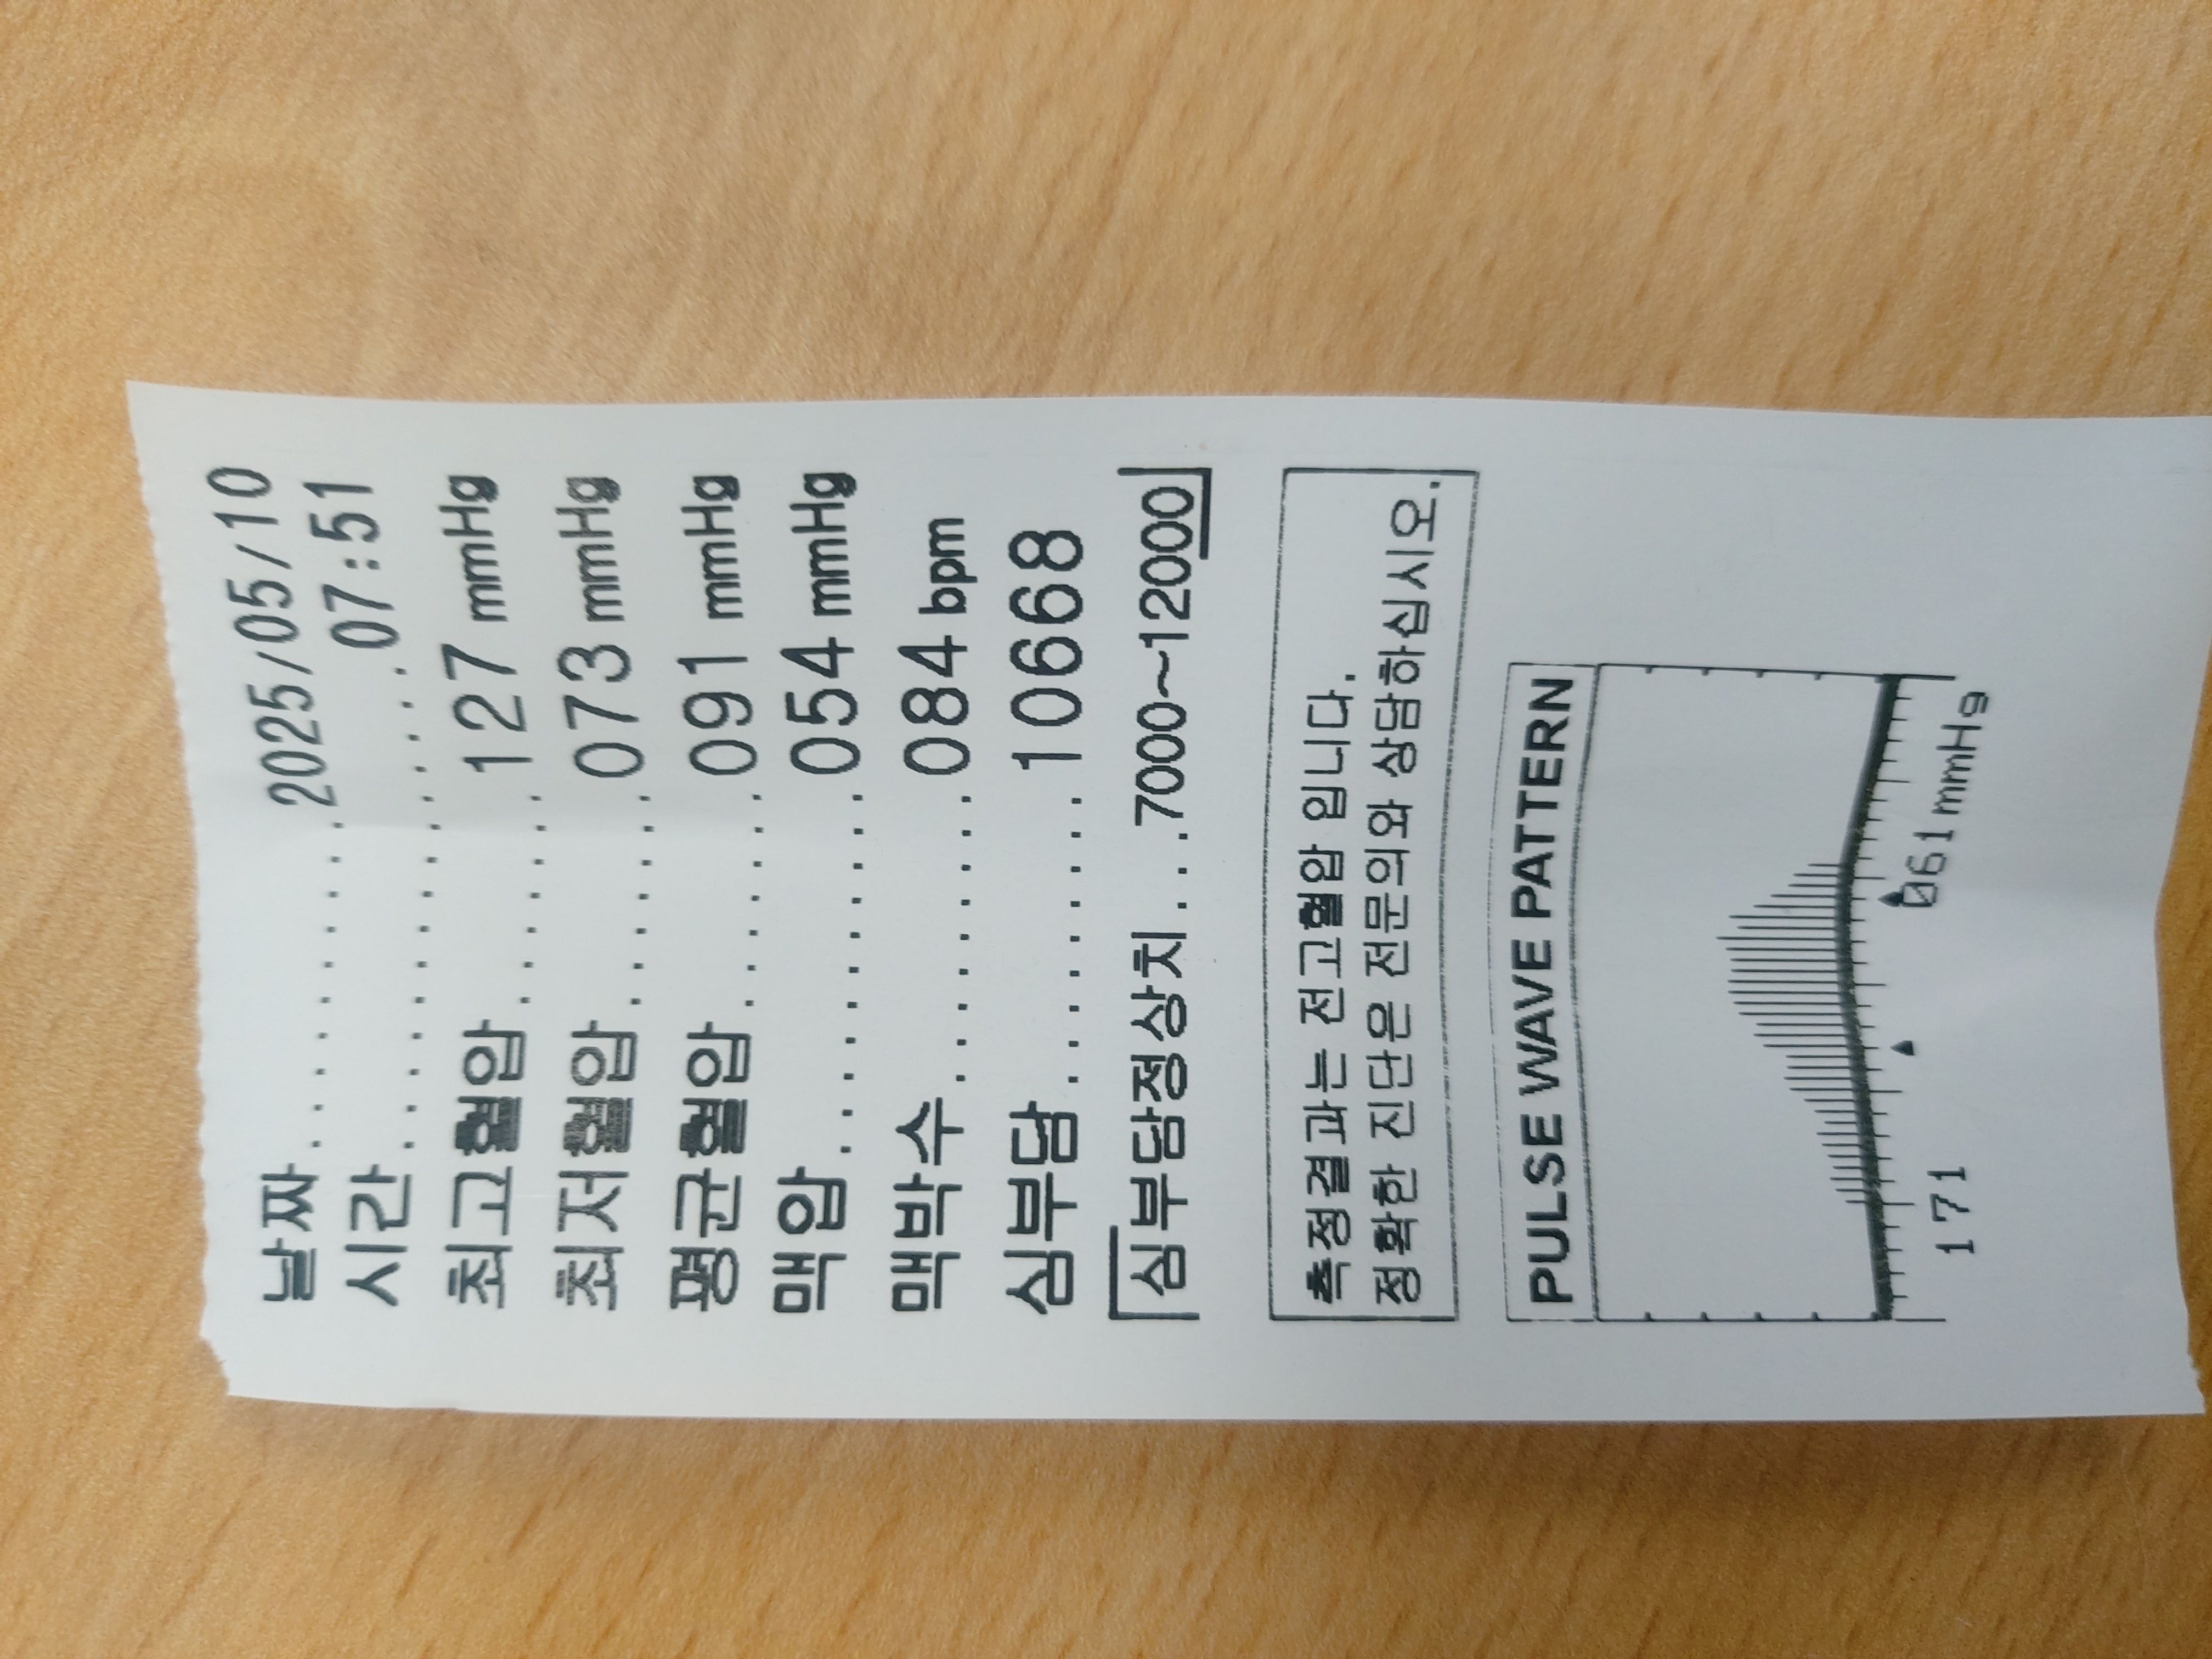 날짜..............2025/05/10
시간....................07:51
최고혈압.........127 mmHg
최저혈압.........073 mmHg
평균혈압.........091 mmHg
맥압..............054 mmHg
맥박수...........084 bpm
심부담...........10668
심부담정상치...7000~12000
측정결과는 전고혈압 입니다.
정확한 진단은 전문의와 상담하십시오.
PULSE WAVE PATTERN
171 061mmHg